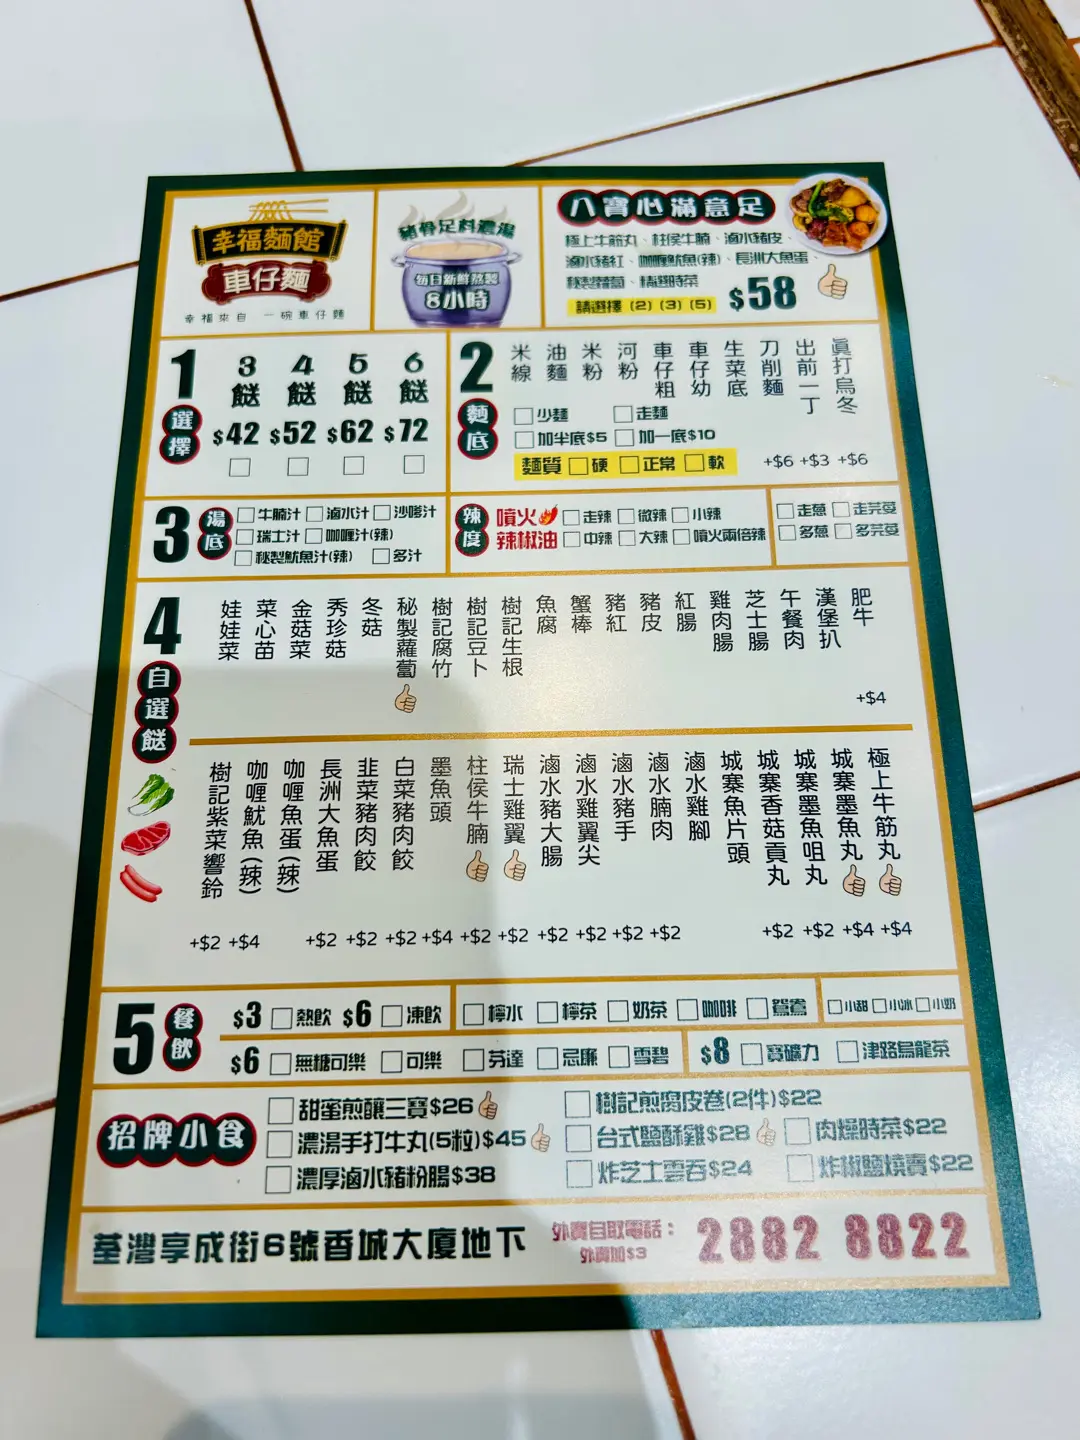 幸福麵館
車仔麵
幸福來自 一碗車仔麵
豬骨足料濃湯
每日新鮮熬製
8小時
八寶心滿意足
極上牛筋丸、柱侯牛腩、滷水豬皮、
滷水豬紅、咖喱魷魚(辣)、長洲大魚蛋、
秘製蘿蔔、精選時菜
請選擇 (2) (3) (5) $58
1 選擇
3餸 4餸 5餸 6餸
$42 $52 $62 $72
2 麵底
米線 油麵 米粉 河粉 車仔粗 車仔幼 生菜底 刀削麵 出前一丁 真打烏冬
少麵 走麵
加半底$5 加一底$10
麵質 硬 正常 軟 +$6 +$3 +$6
3 湯底
牛腩汁 滷水汁 沙嗲汁
瑞士汁 咖喱汁(辣)
秘製魷魚汁(辣) 多汁
辣度
噴火 走辣 微辣 小辣
辣椒油 中辣 大辣 噴火兩倍辣
走蔥 走芫荽
多蔥 多芫荽
4 自選餸
娃娃菜 菜心苗 金菇菜 秀珍菇 冬菇 秘製蘿蔔 樹記腐竹 樹記豆卜 樹記生根 魚腐 蟹棒 豬紅 豬皮 紅腸 雞肉腸 芝士腸 午餐肉 漢堡扒 肥牛
+$4
樹記紫菜響鈴 咖喱魷魚(辣) 咖喱魚蛋(辣) 長洲大魚蛋 韭菜豬肉餃 白菜豬肉餃 墨魚頭 柱侯牛腩 瑞士雞翼 滷水豬大腸 滷水雞翼尖 滷水豬手 滷水腩肉 滷水雞腳 城寨魚片頭 城寨香菇貢丸 城寨墨魚咀丸 城寨墨魚丸 極上牛筋丸
+$2 +$4 +$2 +$2 +$2 +$4 +$2 +$2 +$2 +$2 +$2 +$2 +$2 +$2 +$4 +$4
5 餐飲
$3 熱飲 $6 凍飲 檸水 檸茶 奶茶 咖啡 鴛鴦 小甜 小冰 小奶
$6 無糖可樂 可樂 芬達 忌廉 雪碧 $8 寶礦力 津路烏龍茶
招牌小食
甜蜜煎釀三寶$26 樹記煎腐皮卷(2件)$22
濃湯手打牛丸(5粒)$45 台式鹽酥雞$28 肉燥時菜$22
濃厚滷水豬粉腸$38 炸芝士雲吞$24 炸椒鹽燒賣$22
荃灣享成街6號香城大廈地下 外賣自取電話： 2882 8822
外賣加$3